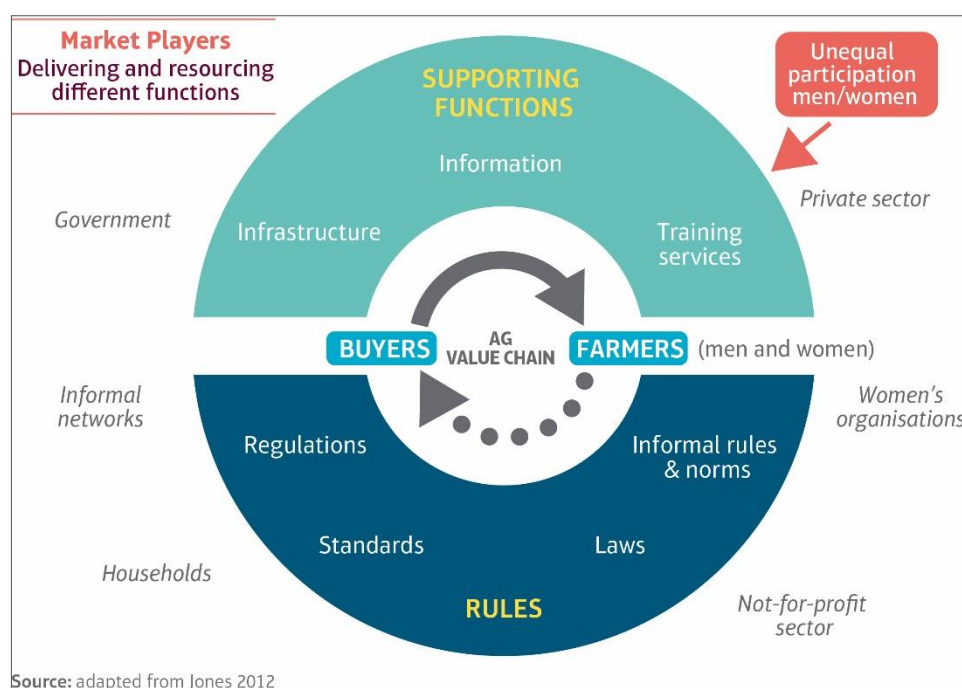 Market Players
Delivering and resourcing
different functions
Unequal
participation
men/women
SUPPORTING
FUNCTIONS
Information
Infrastructure
Training
services
Government
Private sector
BUYERS
AG
VALUE CHAIN
FARMERS
(men and women)
Informal
networks
Women's
organisations
Regulations
Informal rules
& norms
Standards
Laws
Households
RULES
Not-for-profit
sector
Source: adapted from Jones 2012